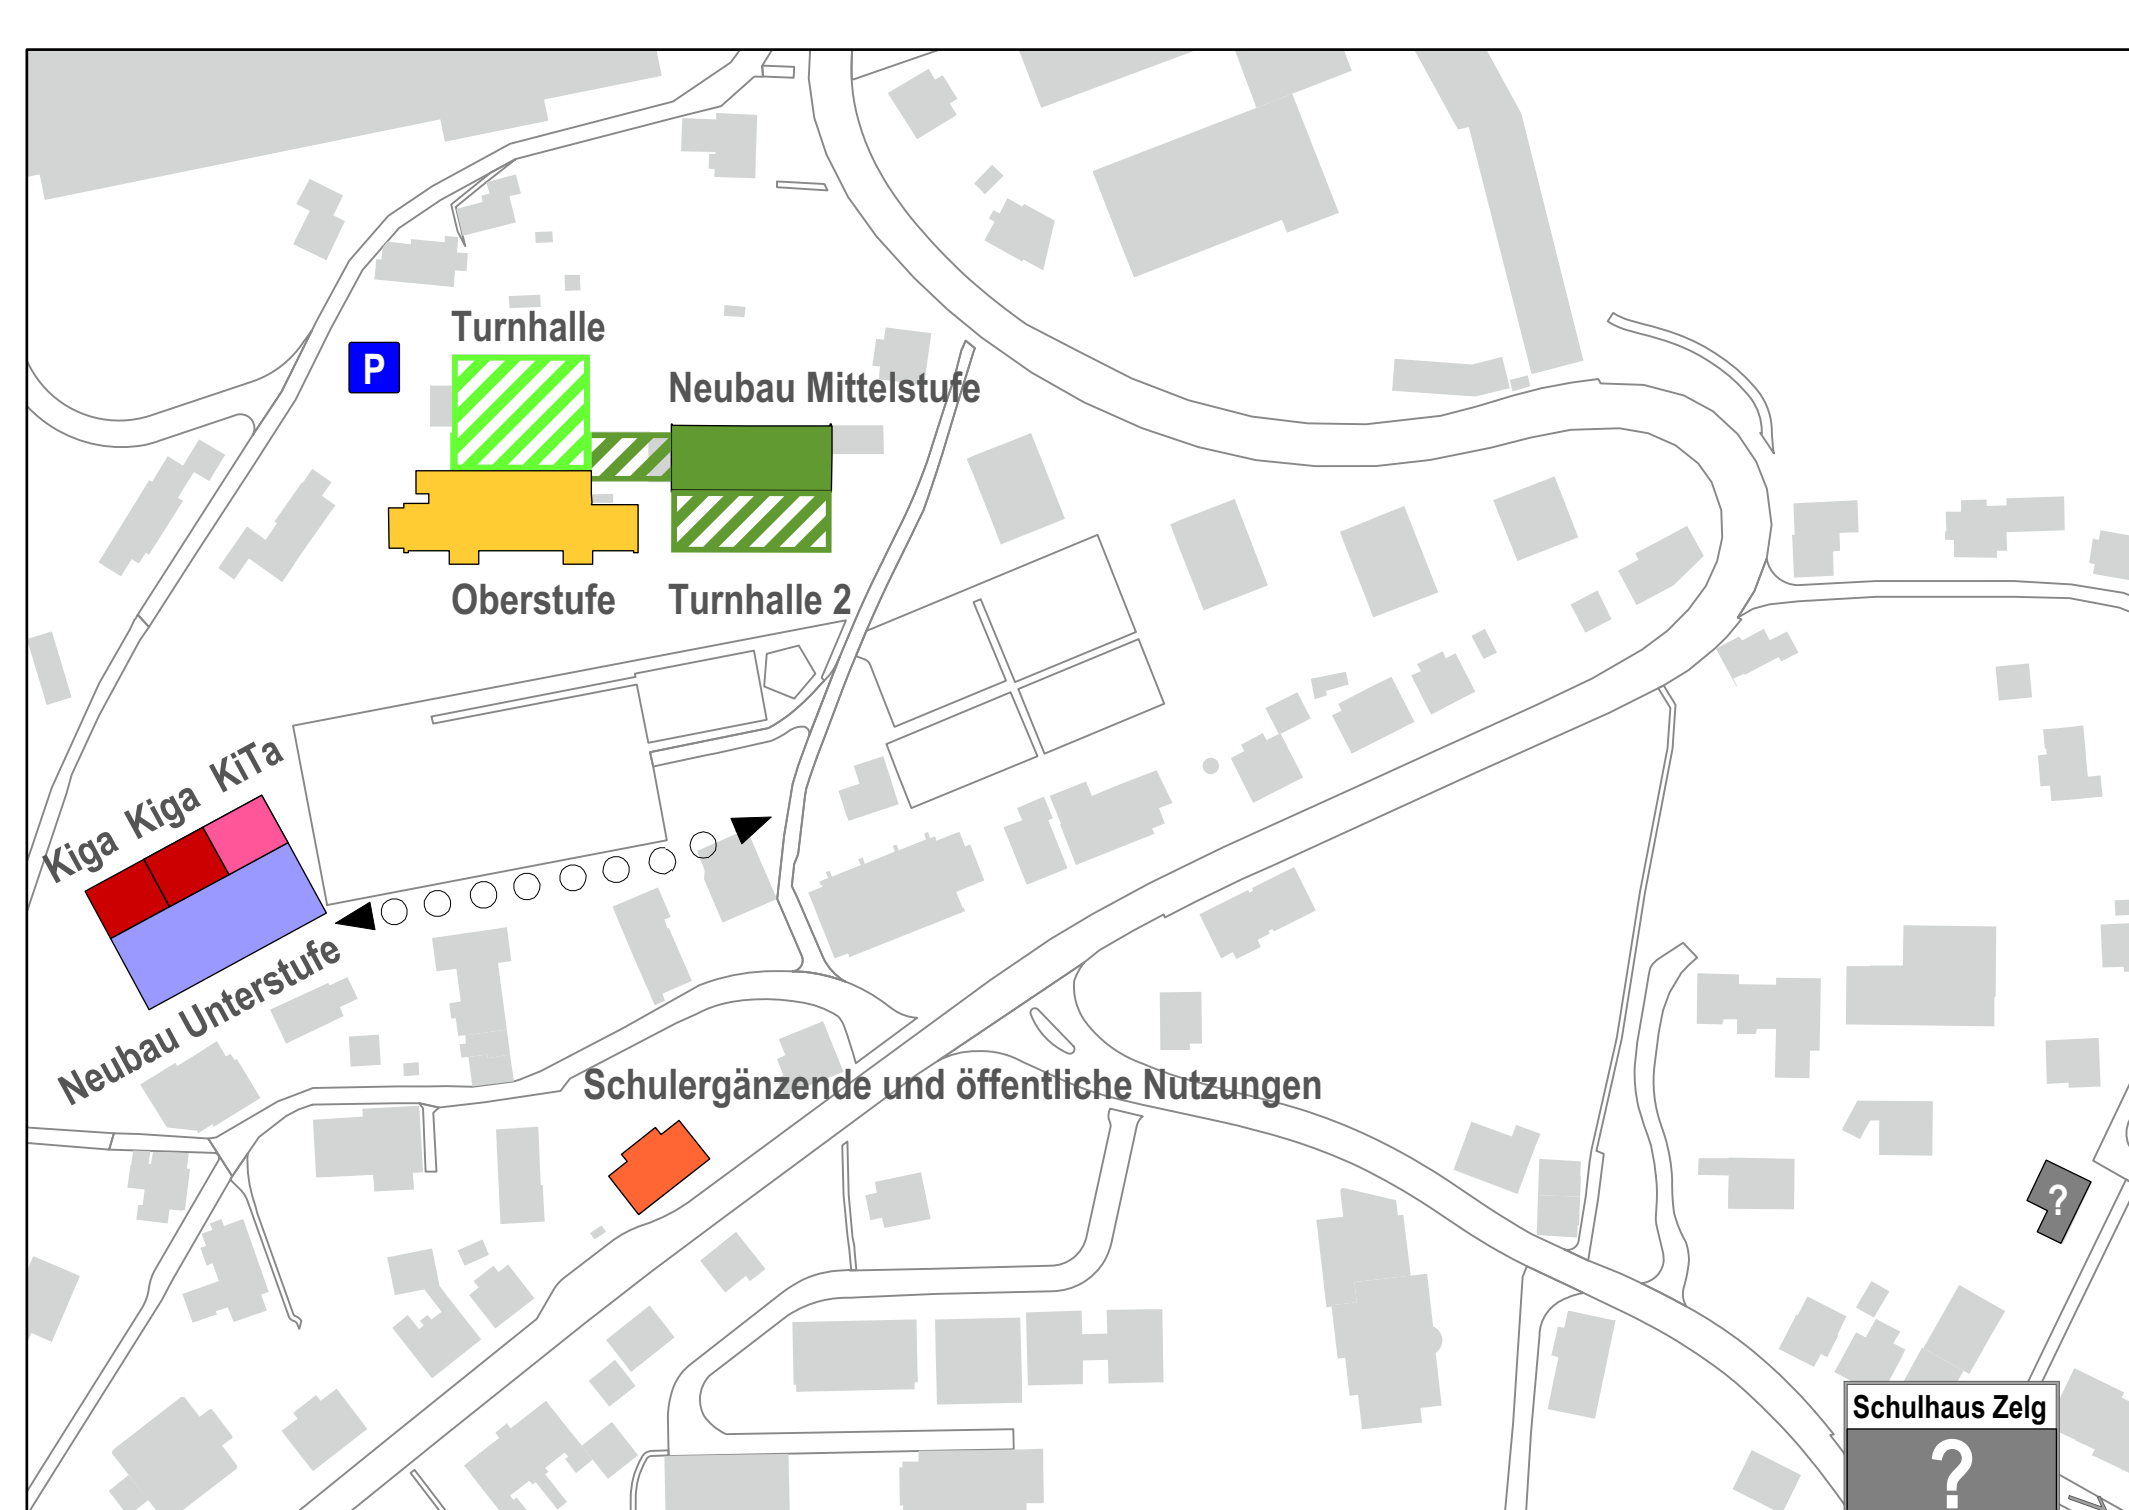 Turnhalle
P
Neubau Mittelstufe
Oberstufe
Turnhalle 2
Kiga Kiga KiTa
Neubau Unterstufe
Schulergänzende und öffentliche Nutzungen
?
Schulhaus Zelg
?